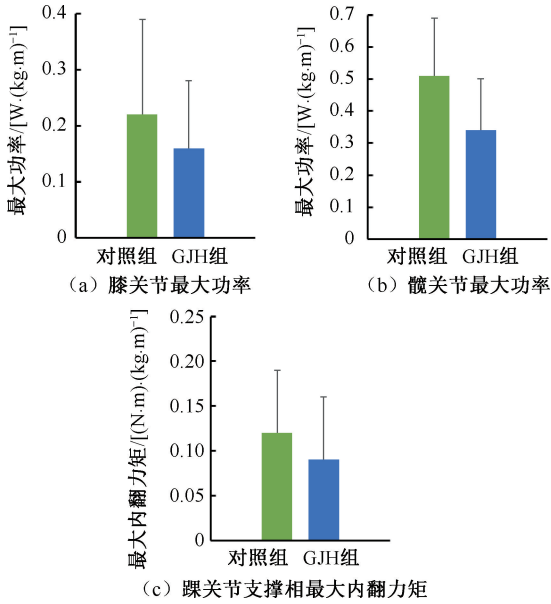 最大功率/[W·(kg·m)⁻¹]
0.4
0.3
0.2
0.1
0
对照组 GJH组
(a)膝关节最大功率
最大功率/[W·(kg·m)⁻¹]
0.7
0.6
0.5
0.4
0.3
0.2
0.1
0
对照组 GJH组
(b)髋关节最大功率
最大内翻力矩/[(N·m)·(kg·m)⁻¹]
0.25
0.20
0.15
0.10
0.05
0
对照组 GJH组
(c)踝关节支撑相最大内翻力矩